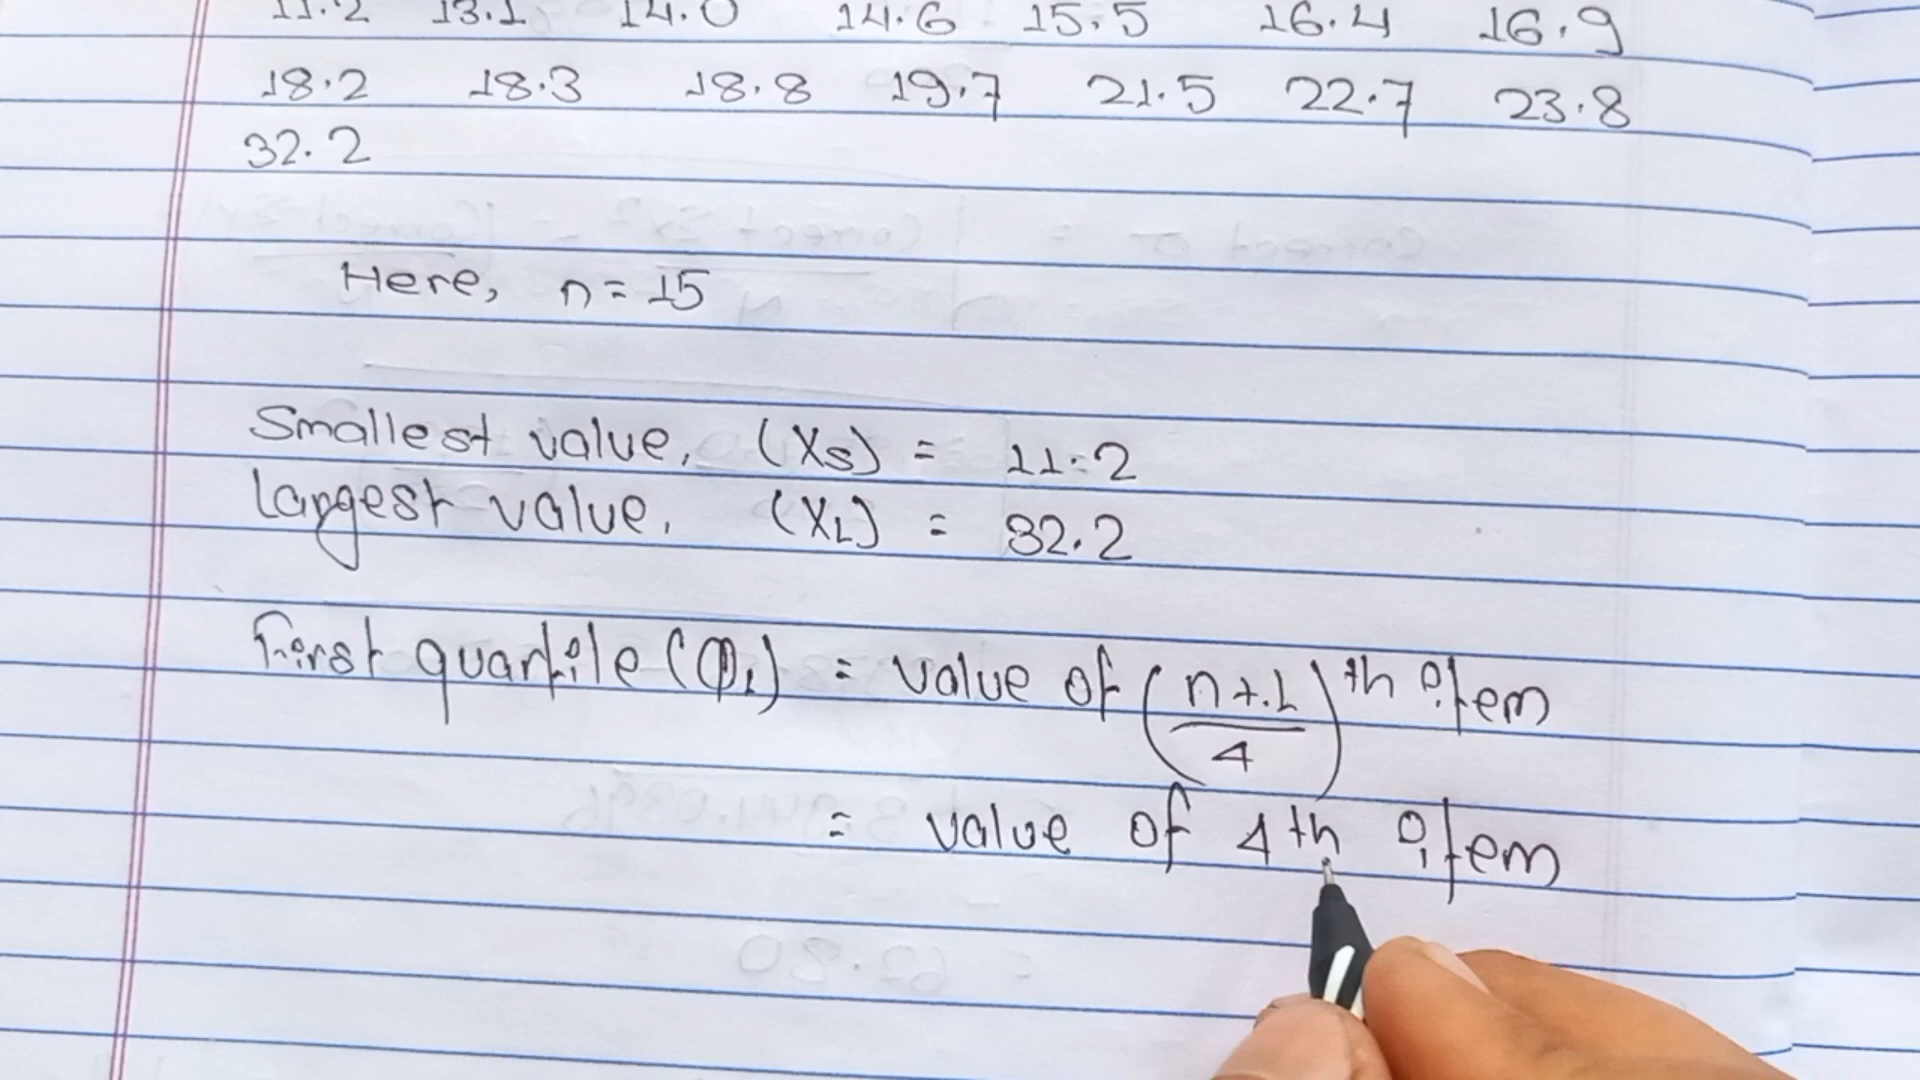 11.2 13.1 14.0 14.6 15.5 16.4 16.9
18.2 18.3 18.8 19.7 21.5 22.7 23.8
32.2
Here, n = 15
Smallest value, (XS) = 11.2
Largest value, (XL) = 32.2
First quartile (Q1) = value of (n+1/4)th item
= value of 4th item